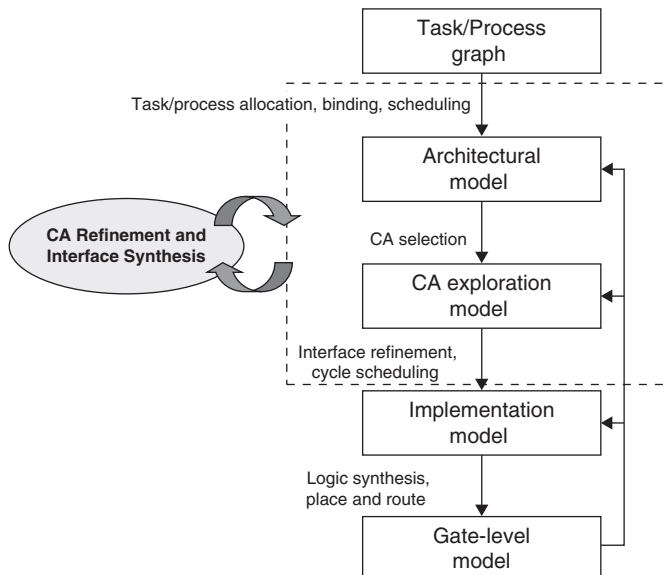 Task/Process
graph
Task/process allocation, binding, scheduling
Architectural
model
CA selection
CA Refinement and
Interface Synthesis
CA exploration
model
Interface refinement,
cycle scheduling
Implementation
model
Logic synthesis,
place and route
Gate-level
model